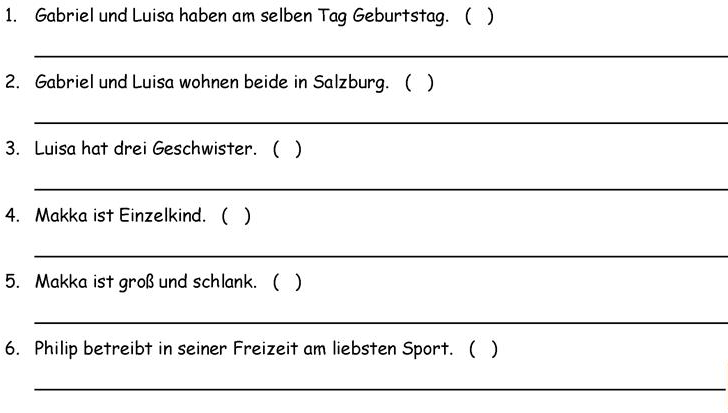 1. Gabriel und Luisa haben am selben Tag Geburtstag. ( )
2. Gabriel und Luisa wohnen beide in Salzburg. ( )
3. Luisa hat drei Geschwister. ( )
4. Makka ist Einzelkind. ( )
5. Makka ist groß und schlank. ( )
6. Philip betreibt in seiner Freizeit am liebsten Sport. ( )